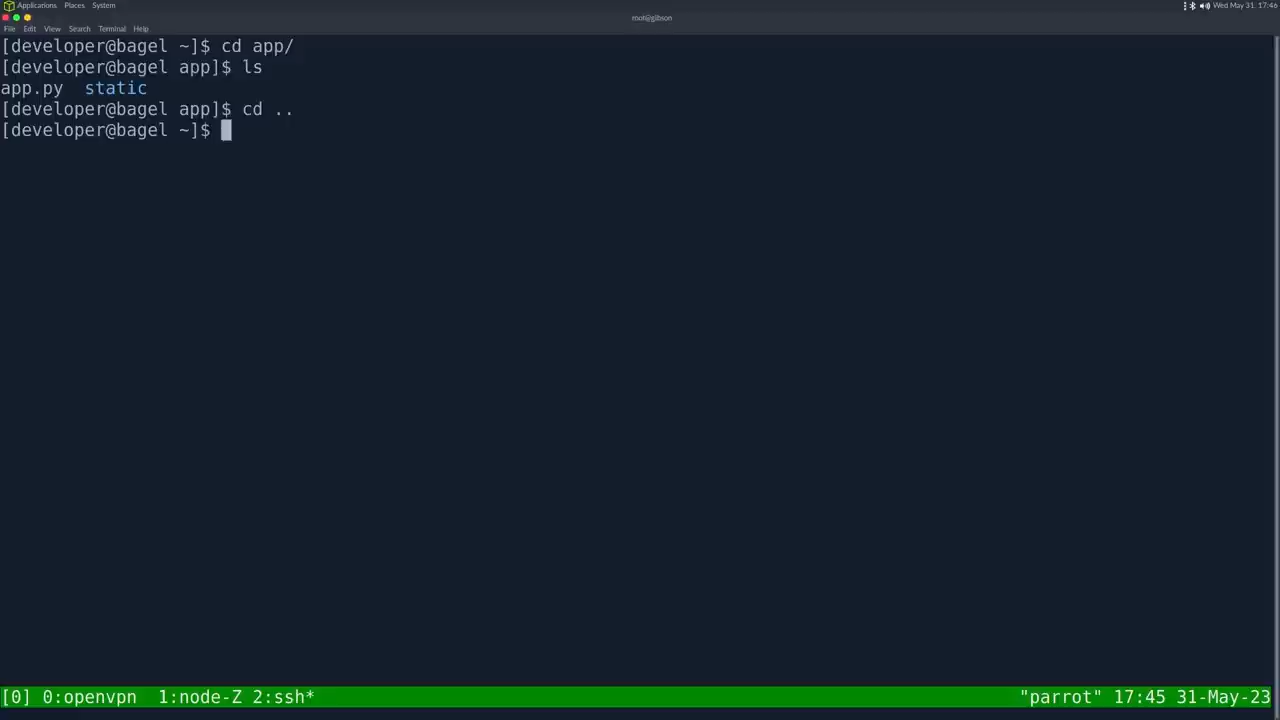 Applications Places System
Wed May 31, 17:46
root@gibson
File Edit View Search Terminal Help
[developer@bagel ~]$ cd app/
[developer@bagel app]$ ls
app.py  static
[developer@bagel app]$ cd ..
[developer@bagel ~]$
[0] 0:openvpn  1:node-Z 2:ssh*
"parrot" 17:45 31-May-23